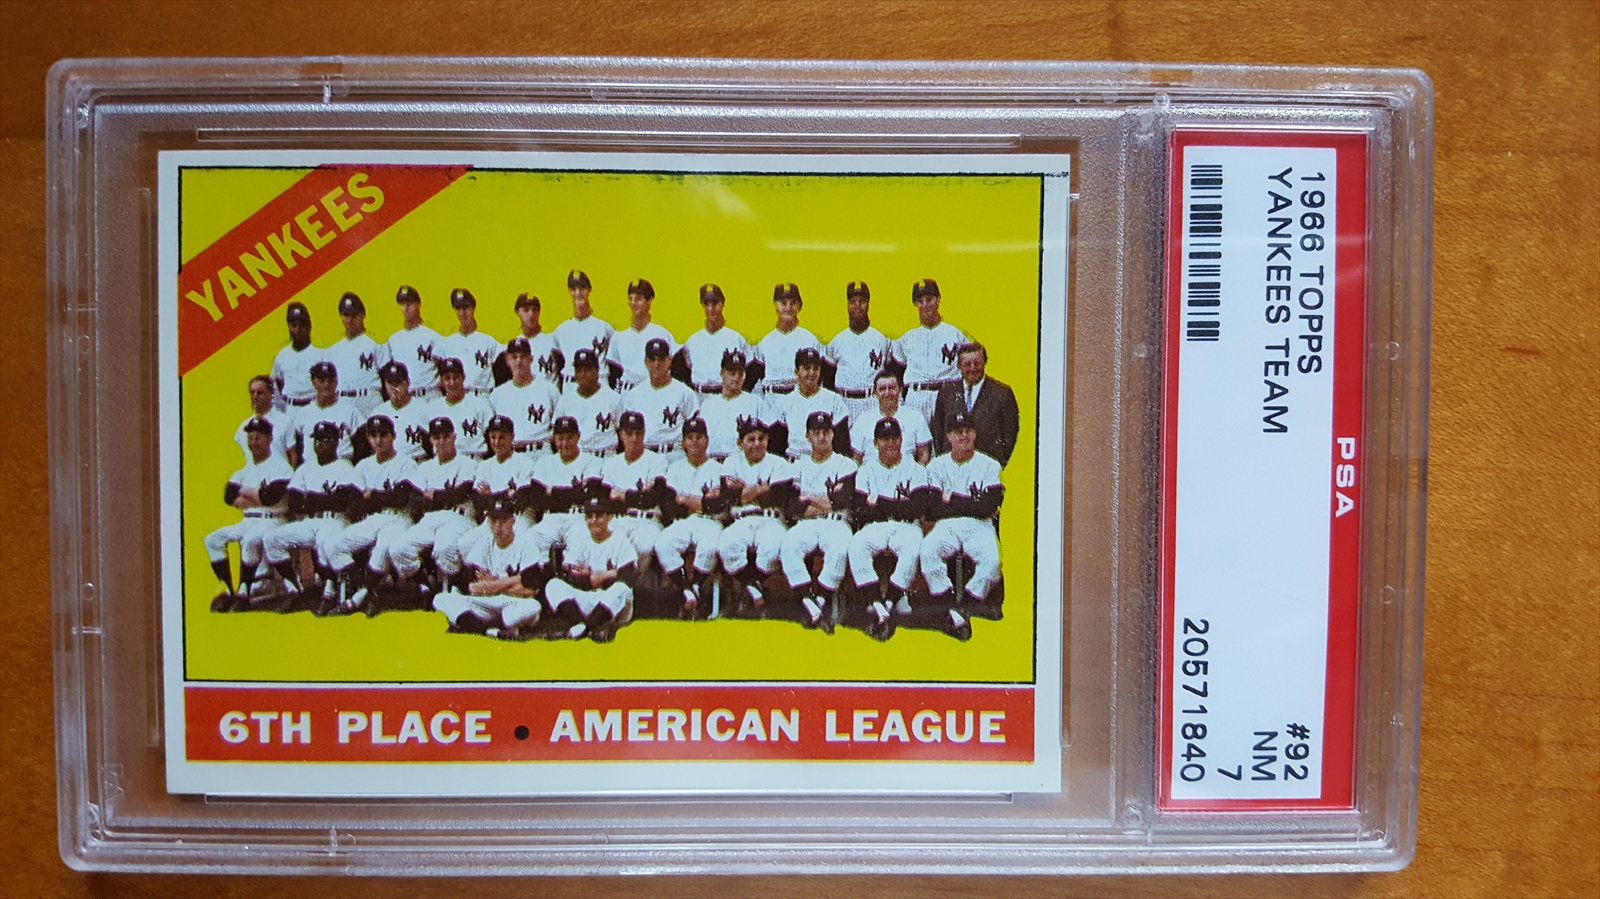 YANKEES
6TH PLACE • AMERICAN LEAGUE
1966 TOPPS #92
YANKEES TEAM NM
7
20571840
PSA